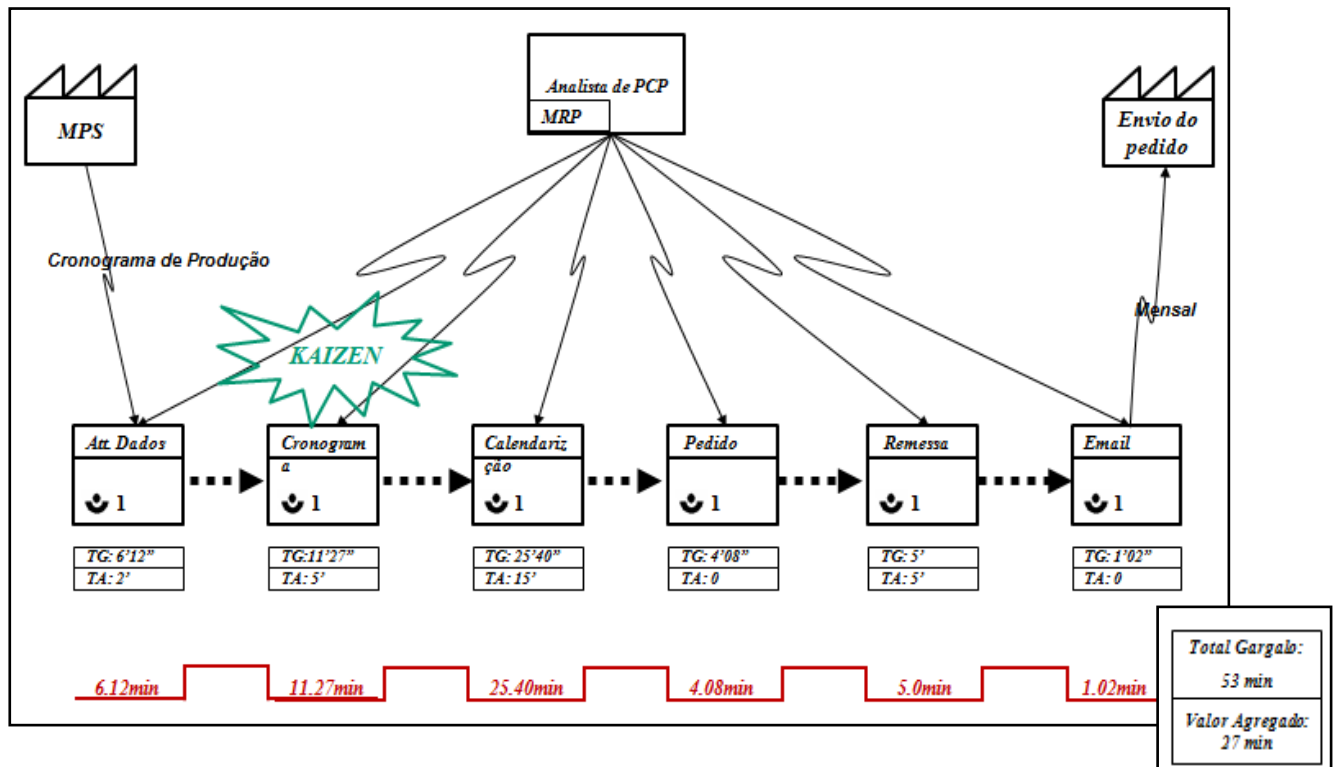 MPS
Analista de PCP
MRP
Envio do
pedido
Cronograma de Produção
Mensal
KAIZEN
Att. Dados
1
Cronogram
a
1
Calendariz
ção
1
Pedido
1
Remessa
1
Email
1
TG: 6’12”
TA: 2’
TG:11’27”
TA: 5’
TG: 25’40”
TA: 15’
TG: 4’08”
TA: 0
TG: 5’
TA: 5’
TG: 1’02”
TA: 0
6.12min
11.27min
25.40min
4.08min
5.0min
1.02min
Total Gargalo:
53 min
Valor Agregado:
27 min